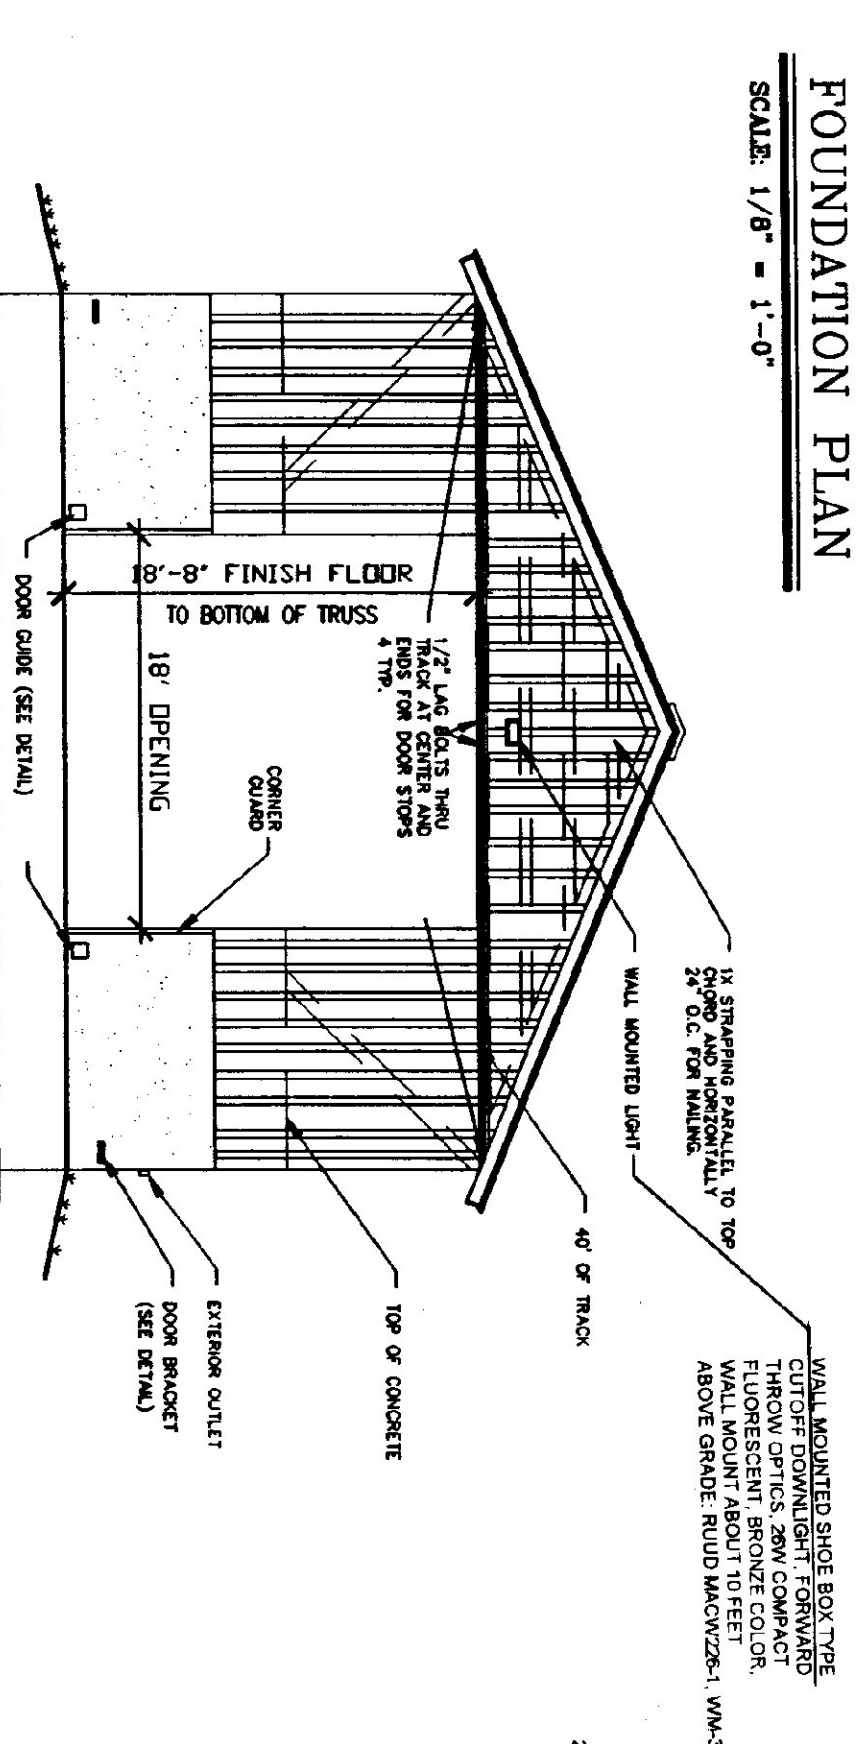 FOUNDATION PLAN
SCALE: 1/8" = 1'-0"
1X STRAPPING PARALLEL TO TOP
CHORD AND HORIZONTALLY
24" O.C. FOR NAILING.
WALL MOUNTED LIGHT
WALL MOUNTED SHOE BOX TYPE
CUTOFF DOWNLIGHT, FORWARD
THROW OPTICS, 26W COMPACT
FLUORESCENT, BRONZE COLOR,
WALL MOUNT ABOUT 10 FEET
ABOVE GRADE: RUUD MACW226-1, WM-3
40' OF TRACK
1/2" LAG BOLTS THRU
TRACK AT CENTER AND
ENDS FOR DOOR STOPS
4 TYP.
18'-8" FINISH FLOOR
TO BOTTOM OF TRUSS
TOP OF CONCRETE
CORNER
GUARD
18' OPENING
EXTERIOR OUTLET
DOOR BRACKET
(SEE DETAIL)
DOOR GUIDE (SEE DETAIL)